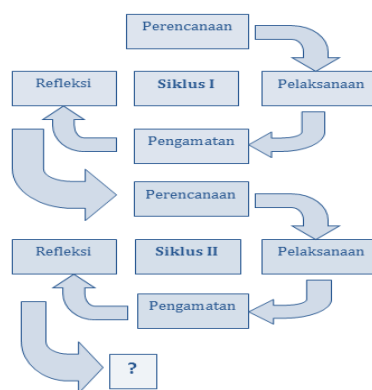 Perencanaan
Refleksi
Siklus I
Pelaksanaan
Pengamatan
Perencanaan
Refleksi
Siklus II
Pelaksanaan
Pengamatan
?